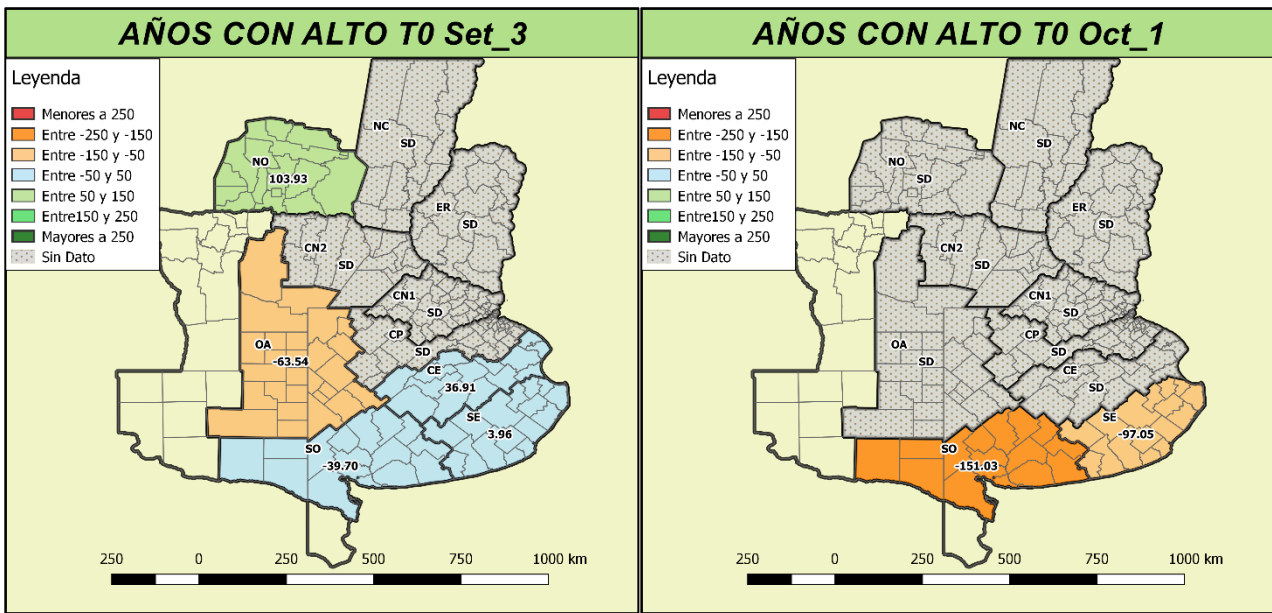 AÑOS CON ALTO T0 Set_3
Leyenda
Menores a 250
Entre -250 y -150
Entre -150 y -50
Entre -50 y 50
Entre 50 y 150
Entre150 y 250
Mayores a 250
Sin Dato
NC
SD
NO
103.93
ER
SD
CN2
SD
CN1
SD
CP
SD
OA
-63.54
CE
36.91
SE
3.96
SO
-39.70
250 0 250 500 750 1000 km
AÑOS CON ALTO T0 Oct_1
Leyenda
Menores a 250
Entre -250 y -150
Entre -150 y -50
Entre -50 y 50
Entre 50 y 150
Entre150 y 250
Mayores a 250
Sin Dato
NC
SD
NO
SD
ER
SD
CN2
SD
CN1
SD
CP
SD
OA
SD
CE
SD
SE
-97.05
SO
-151.03
250 0 250 500 750 1000 km